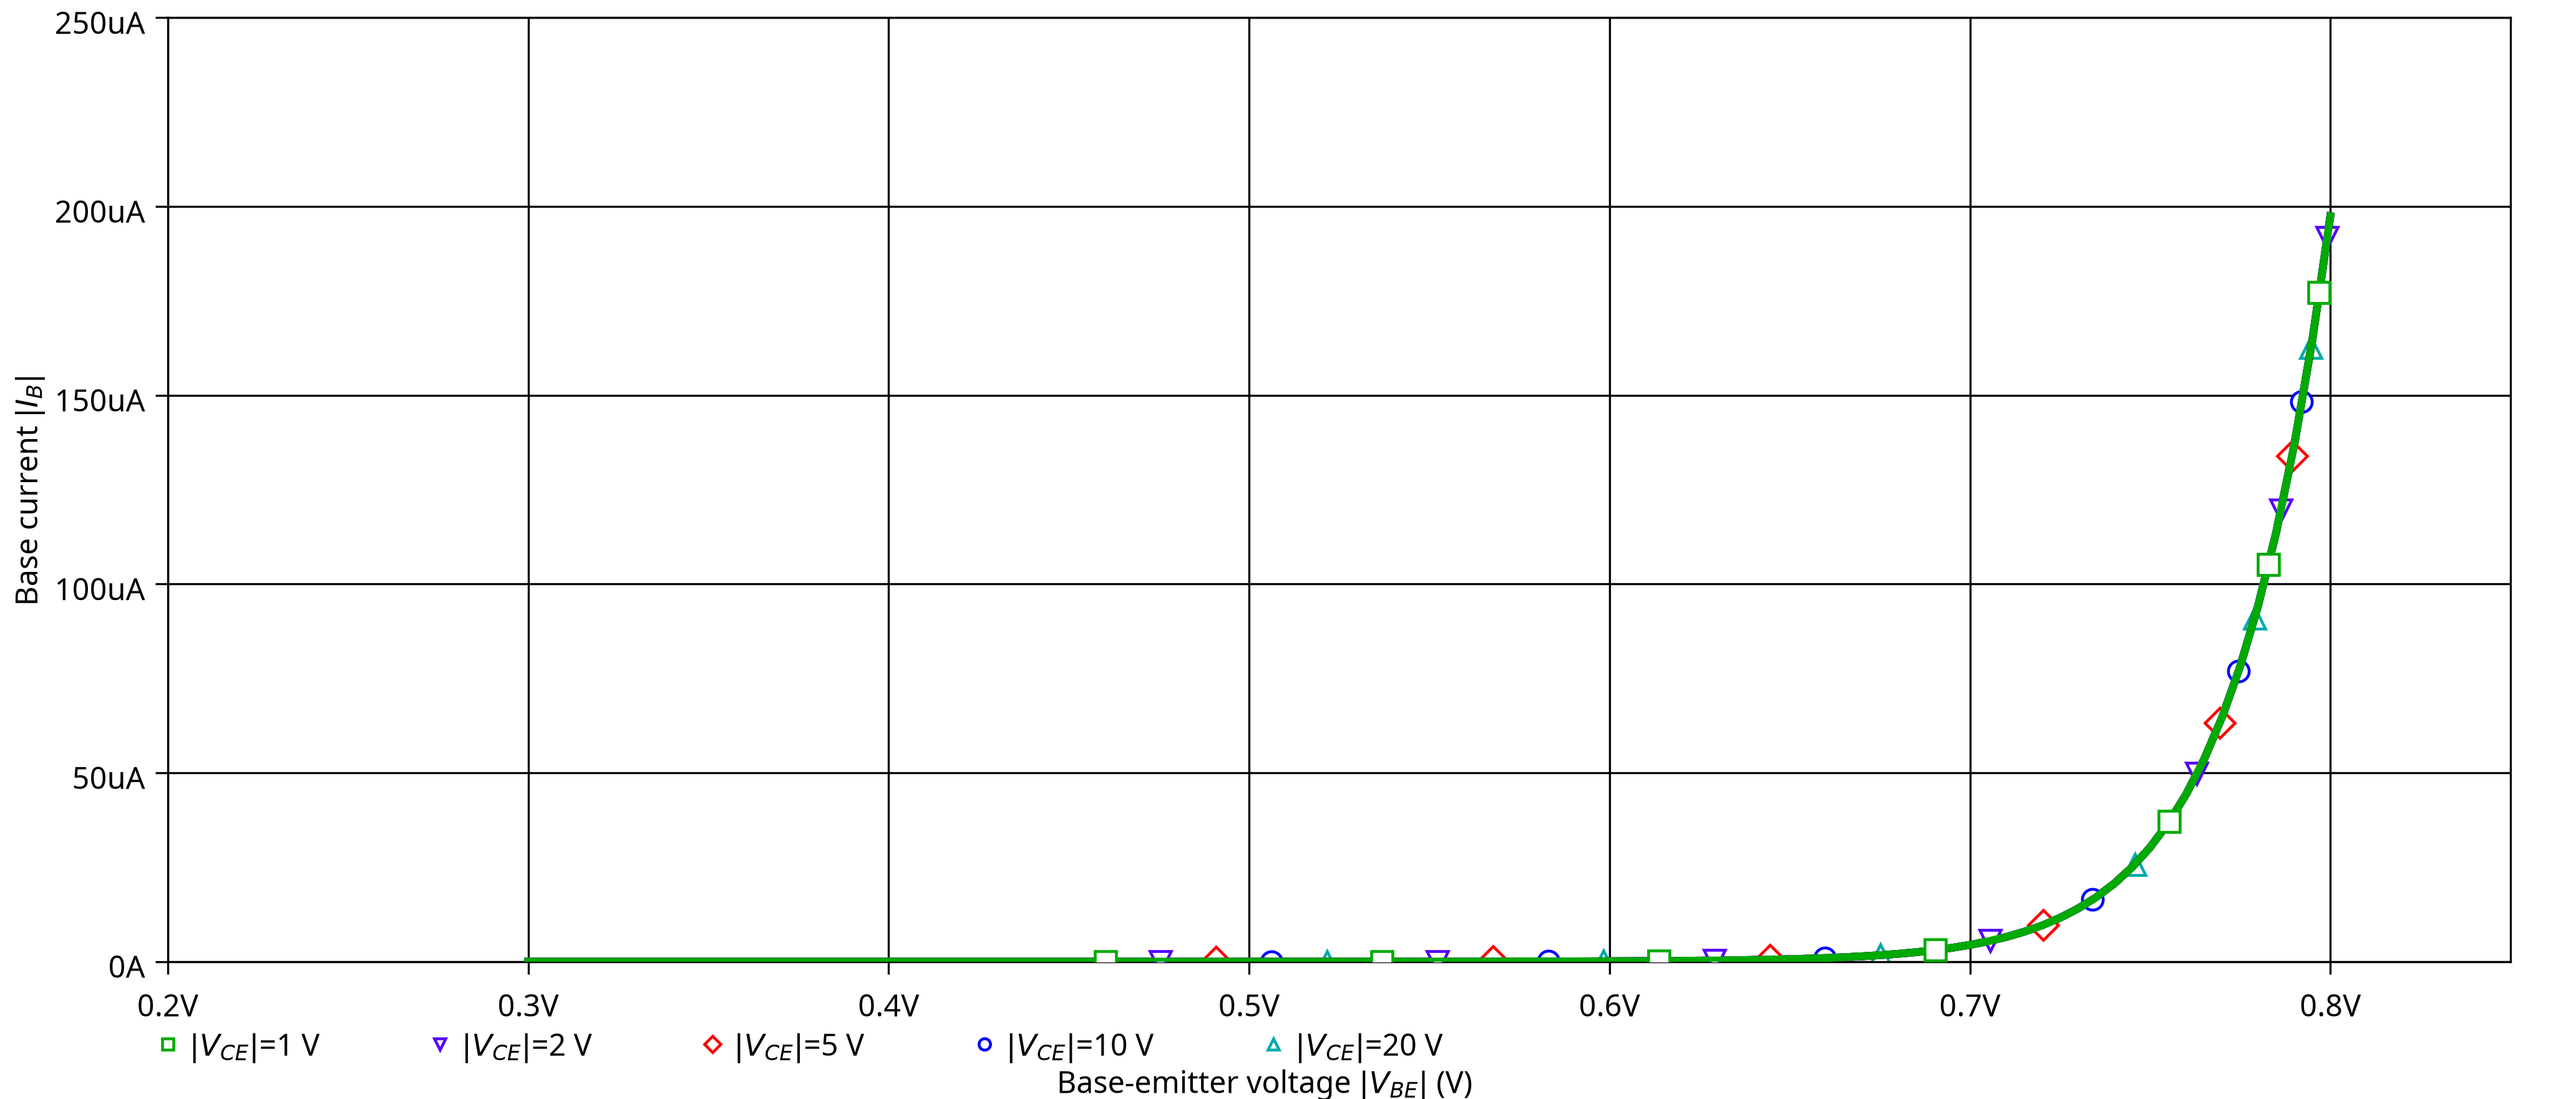 250uA
200uA
150uA
100uA
50uA
0A
Base current |I_B|
0.2V 0.3V 0.4V 0.5V 0.6V 0.7V 0.8V
|V_CE|=1 V |V_CE|=2 V |V_CE|=5 V |V_CE|=10 V |V_CE|=20 V
Base-emitter voltage |V_BE| (V)